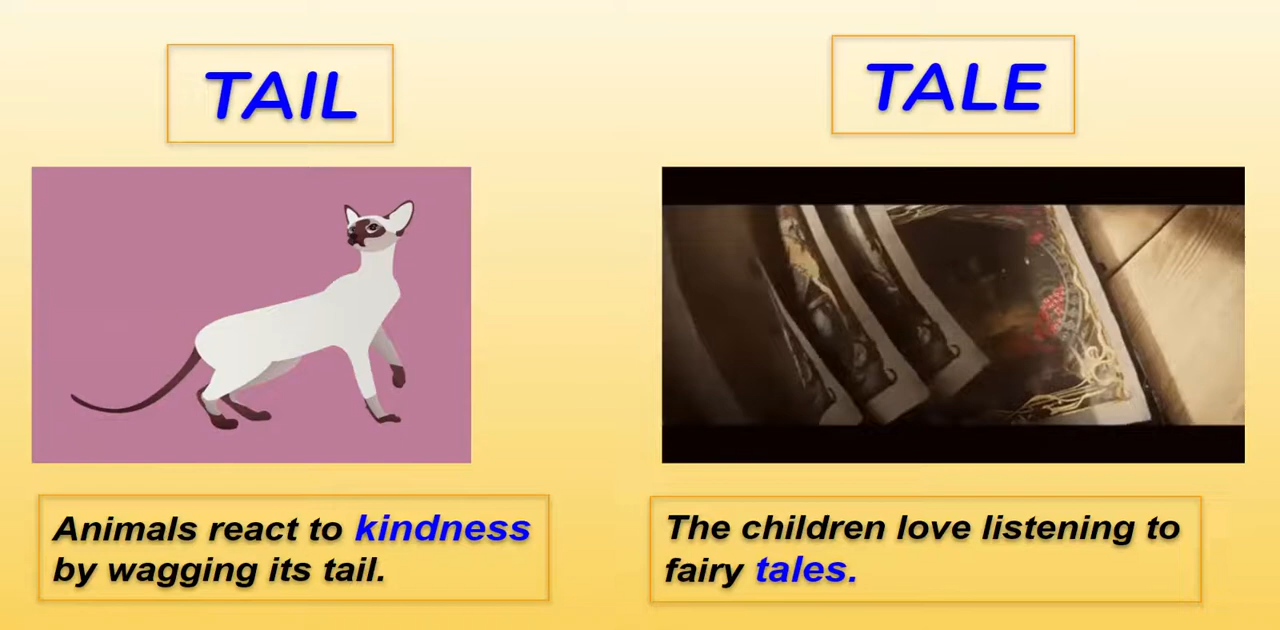 TAIL
TALE
Animals react to kindness
by wagging its tail.
The children love listening to
fairy tales.